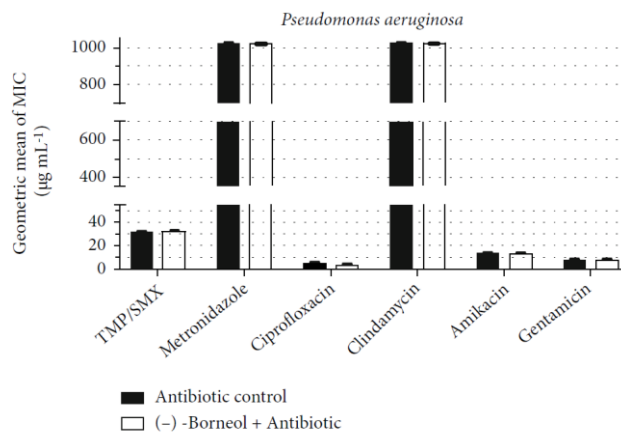 Pseudomonas aeruginosa
Geometric mean of MIC
(µg mL-1)
1000
800
600
400
40
20
0
TMP/SMX
Metronidazole
Ciprofloxacin
Clindamycin
Amikacin
Gentamicin
Antibiotic control
(−) -Borneol + Antibiotic